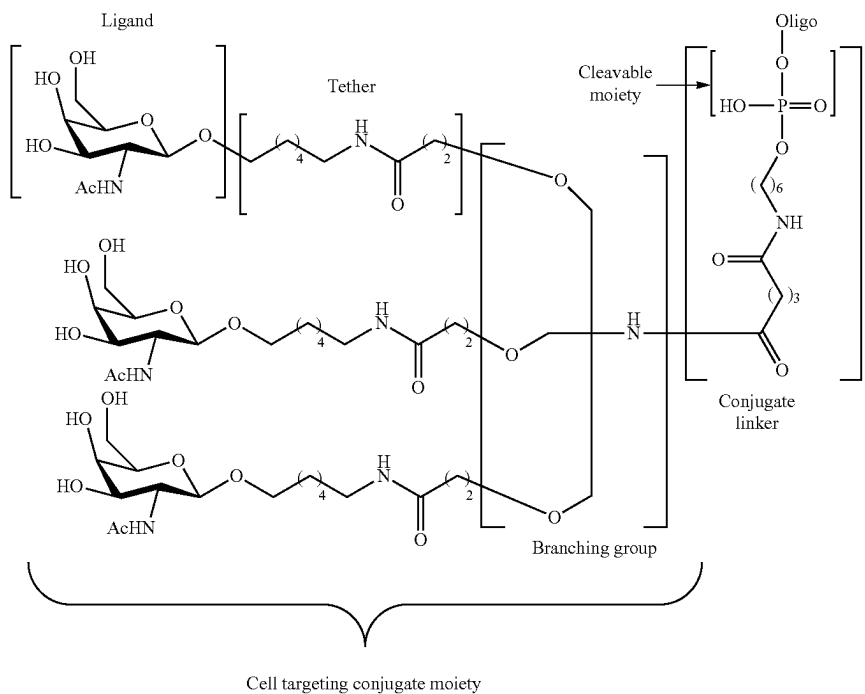 Ligand
Oligo
O
Cleavable
moiety
HO P O
O
6
NH
O
3
O
Conjugate
linker
Tether
OH
HO
O
O
HO
AcHN
4
H
N
O
2
O
OH
HO
O
O
HO
AcHN
4
H
N
O
2
O
H
N
OH
HO
O
O
HO
AcHN
4
H
N
O
2
O
Branching group
Cell targeting conjugate moiety